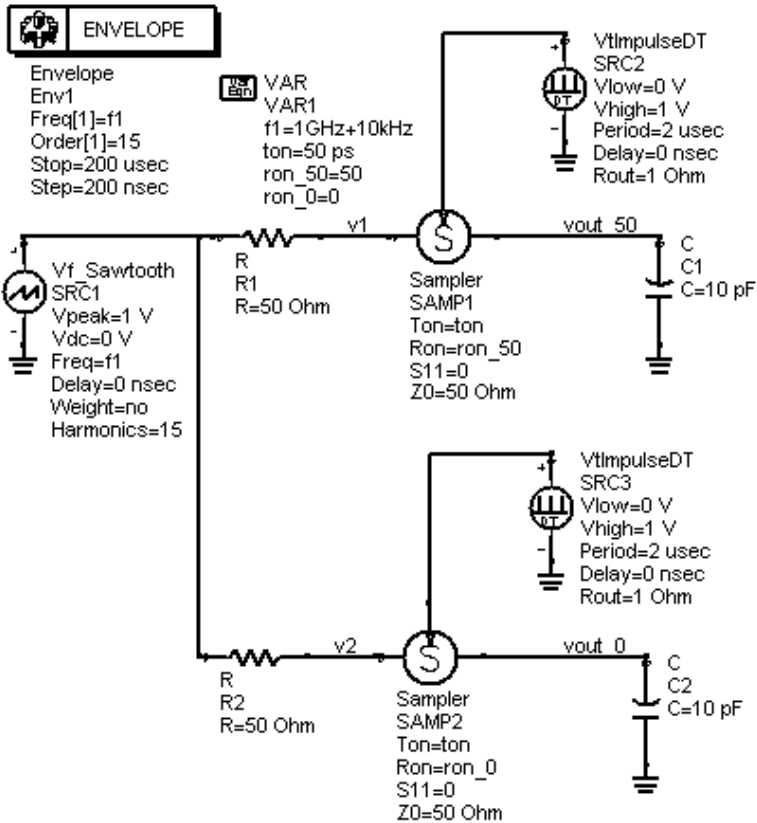 ENVELOPE
Envelope
Env1
Freq[1]=f1
Order[1]=15
Stop=200 usec
Step=200 nsec
Var
Eqn
VAR
VAR1
f1=1GHz+10kHz
ton=50 ps
ron_50=50
ron_0=0
DT
VtImpulseDT
SRC2
Vlow=0 V
Vhigh=1 V
Period=2 usec
Delay=0 nsec
Rout=1 Ohm
Vf_Sawtooth
SRC1
Vpeak=1 V
Vdc=0 V
Freq=f1
Delay=0 nsec
Weight=no
Harmonics=15
R
R1
R=50 Ohm
v1
S
Sampler
SAMP1
Ton=ton
Ron=ron_50
S11=0
Z0=50 Ohm
vout_50
C
C1
C=10 pF
DT
VtImpulseDT
SRC3
Vlow=0 V
Vhigh=1 V
Period=2 usec
Delay=0 nsec
Rout=1 Ohm
R
R2
R=50 Ohm
v2
S
Sampler
SAMP2
Ton=ton
Ron=ron_0
S11=0
Z0=50 Ohm
vout_0
C
C2
C=10 pF